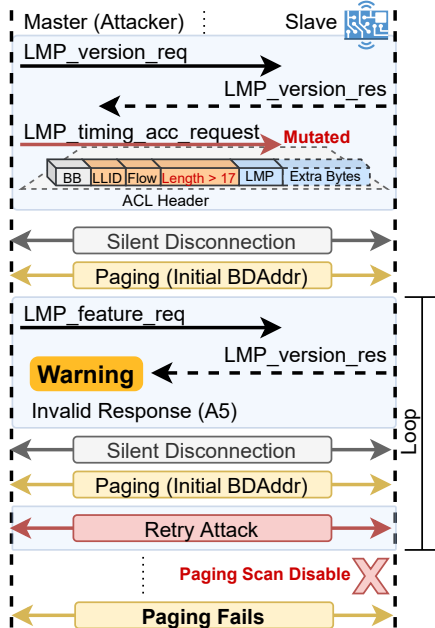 Master (Attacker) Slave
LMP_version_req
LMP_version_res
LMP_timing_acc_request Mutated
BB LLID Flow Length > 17 LMP Extra Bytes
ACL Header
Silent Disconnection
Paging (Initial BDAddr)
LMP_feature_req
LMP_version_res
Warning
Invalid Response (A5)
Silent Disconnection
Paging (Initial BDAddr)
Retry Attack
Loop
Paging Scan Disable
Paging Fails